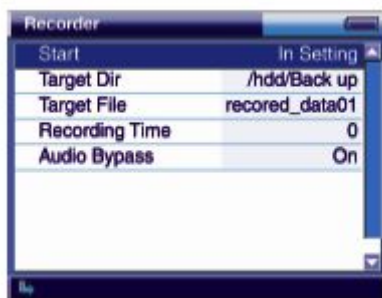 Recorder
Start In Setting
Target Dir /hdd/Back up
Target File recored_data01
Recording Time 0
Audio Bypass On